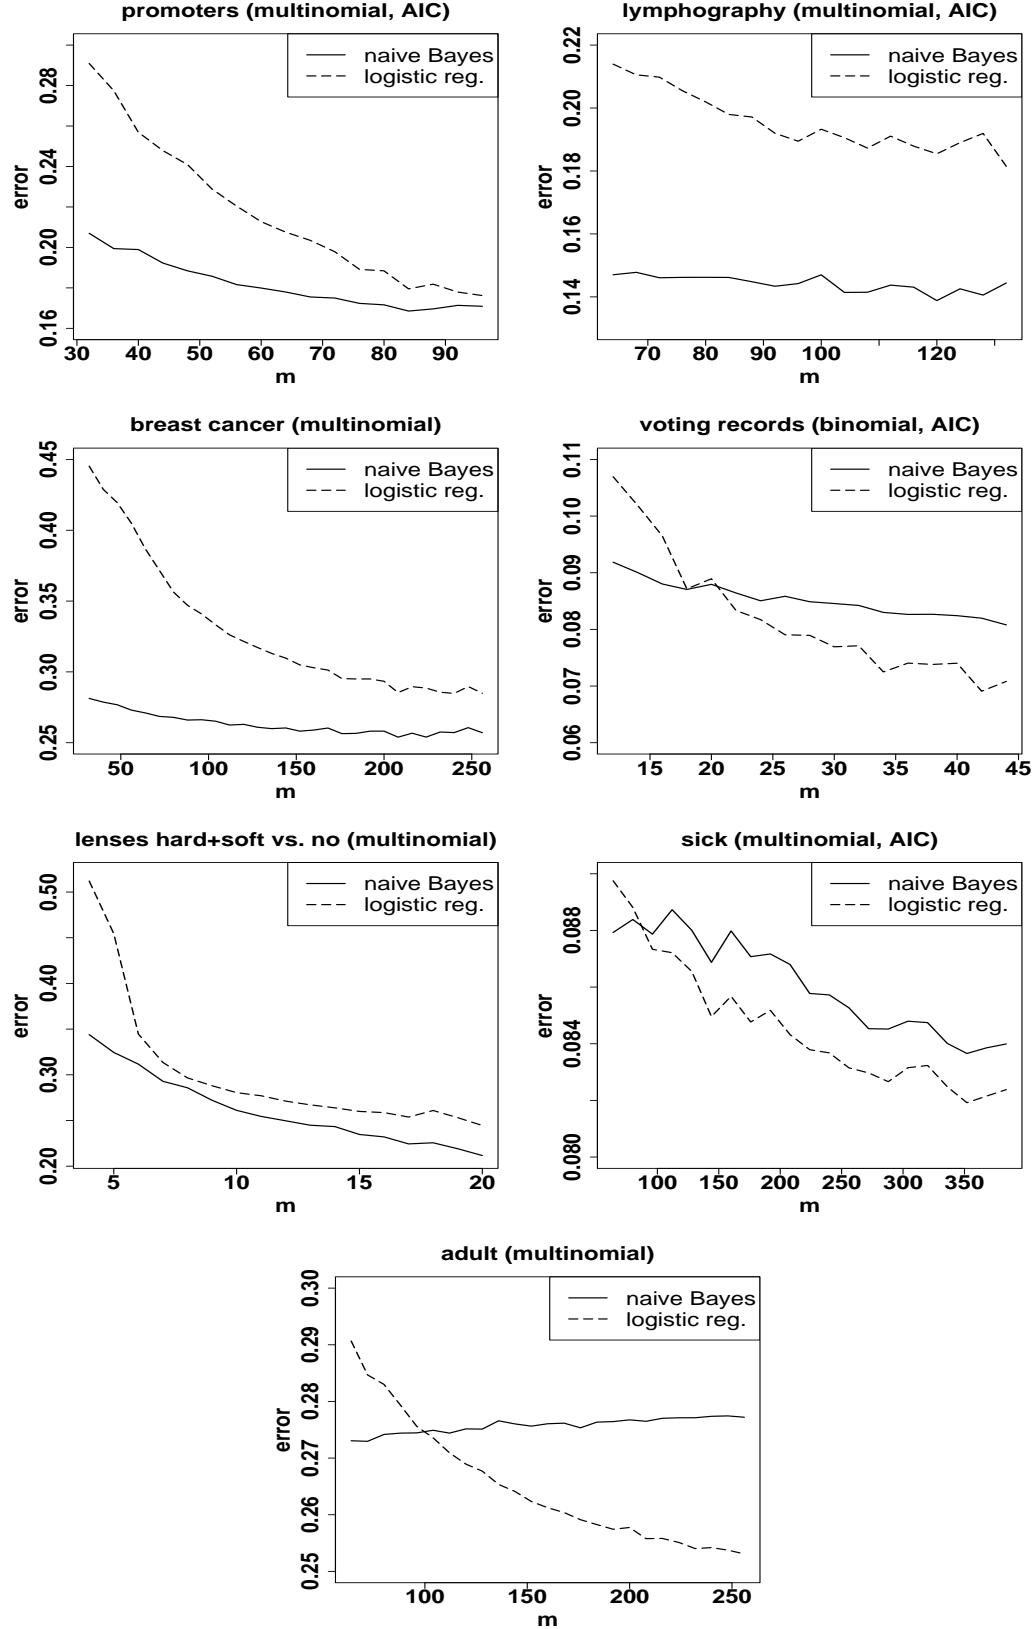 promoters (multinomial, AIC)
naive Bayes
logistic reg.
error
0.16 0.20 0.24 0.28
30 40 50 60 70 80 90
m
lymphography (multinomial, AIC)
naive Bayes
logistic reg.
error
0.14 0.16 0.18 0.20 0.22
70 80 90 100 120
m
breast cancer (multinomial)
naive Bayes
logistic reg.
error
0.25 0.30 0.35 0.40 0.45
50 100 150 200 250
m
voting records (binomial, AIC)
naive Bayes
logistic reg.
error
0.06 0.07 0.08 0.09 0.10 0.11
15 20 25 30 35 40 45
m
lenses hard+soft vs. no (multinomial)
naive Bayes
logistic reg.
error
0.20 0.30 0.40 0.50
5 10 15 20
m
sick (multinomial, AIC)
naive Bayes
logistic reg.
error
0.080 0.084 0.088
100 150 200 250 300 350
m
adult (multinomial)
naive Bayes
logistic reg.
error
0.25 0.26 0.27 0.28 0.29 0.30
100 150 200 250
m